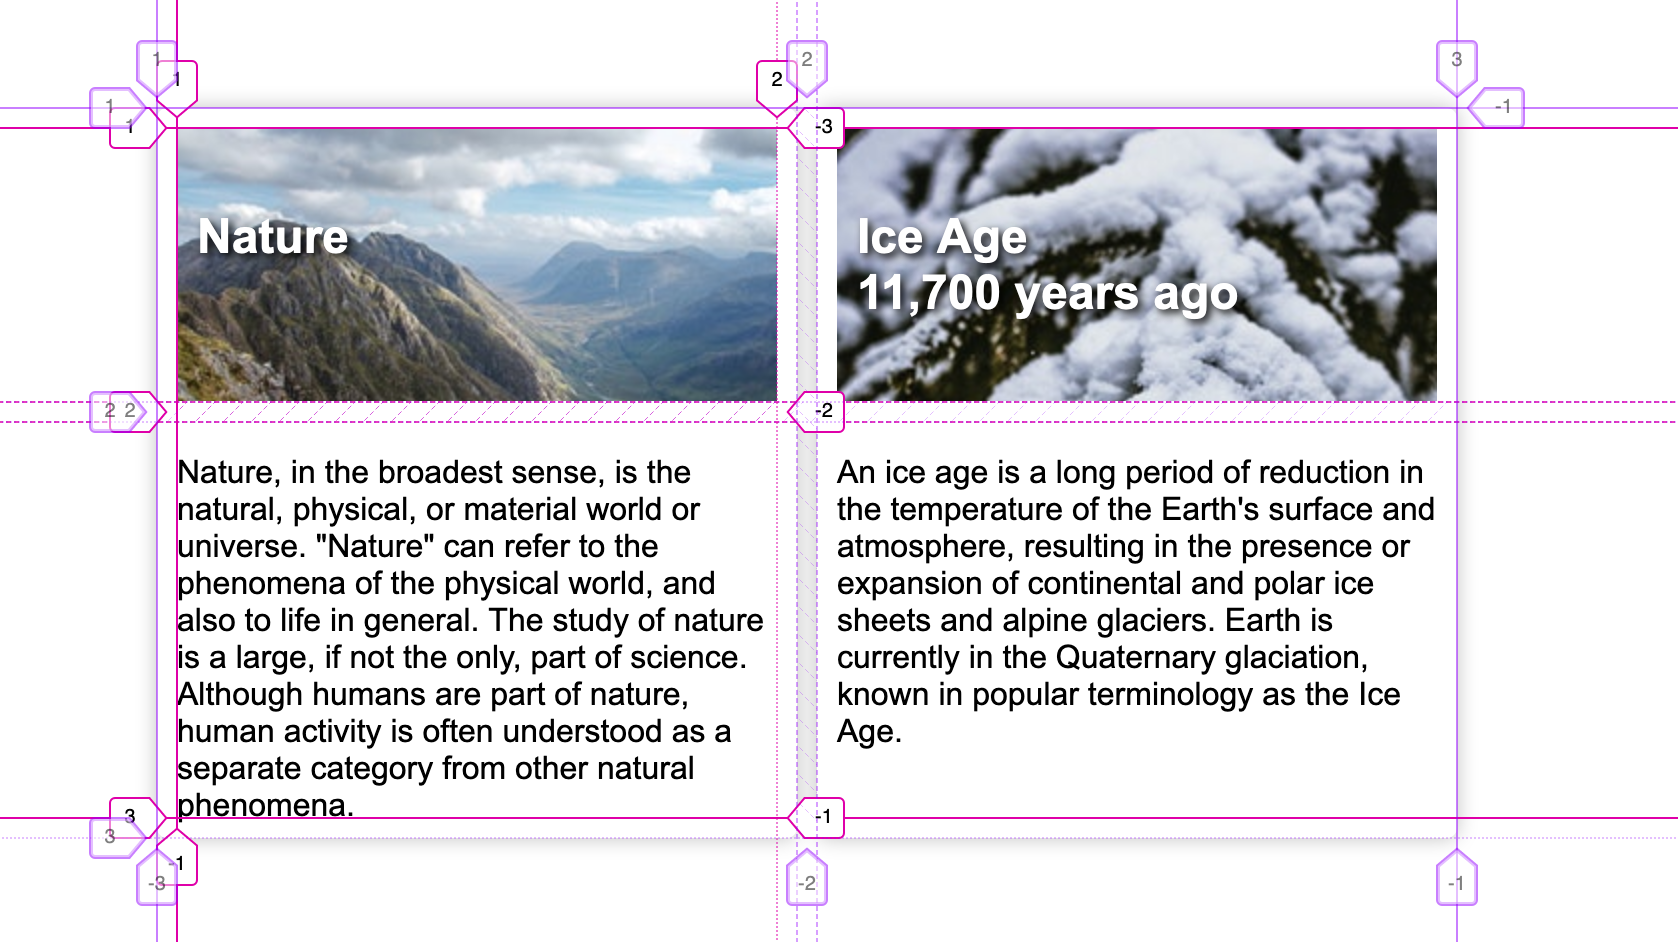 1
2
3
1
1
2
-1
1
-3
Nature
Ice Age
11,700 years ago
2
2
-2
Nature, in the broadest sense, is the
natural, physical, or material world or
universe. "Nature" can refer to the
phenomena of the physical world, and
also to life in general. The study of nature
is a large, if not the only, part of science.
Although humans are part of nature,
human activity is often understood as a
separate category from other natural
phenomena.
An ice age is a long period of reduction in
the temperature of the Earth's surface and
atmosphere, resulting in the presence or
expansion of continental and polar ice
sheets and alpine glaciers. Earth is
currently in the Quaternary glaciation,
known in popular terminology as the Ice
Age.
3
-1
3
-1
-3
-2
-1